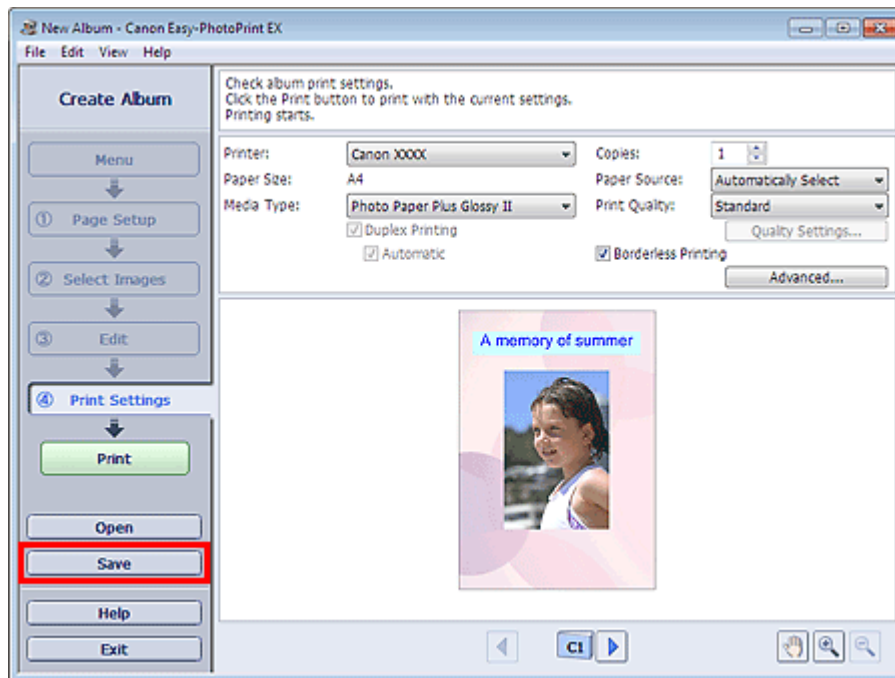 New Album - Canon Easy-PhotoPrint EX
File Edit View Help
Create Album
Menu
① Page Setup
② Select Images
③ Edit
④ Print Settings
Print
Open
Save
Help
Exit
Check album print settings.
Click the Print button to print with the current settings.
Printing starts.
Printer: Canon XXXX Copies: 1
Paper Size: A4 Paper Source: Automatically Select
Media Type: Photo Paper Plus Glossy II Print Quality: Standard
Duplex Printing Quality Settings...
Automatic Borderless Printing
Advanced...
A memory of summer
C1